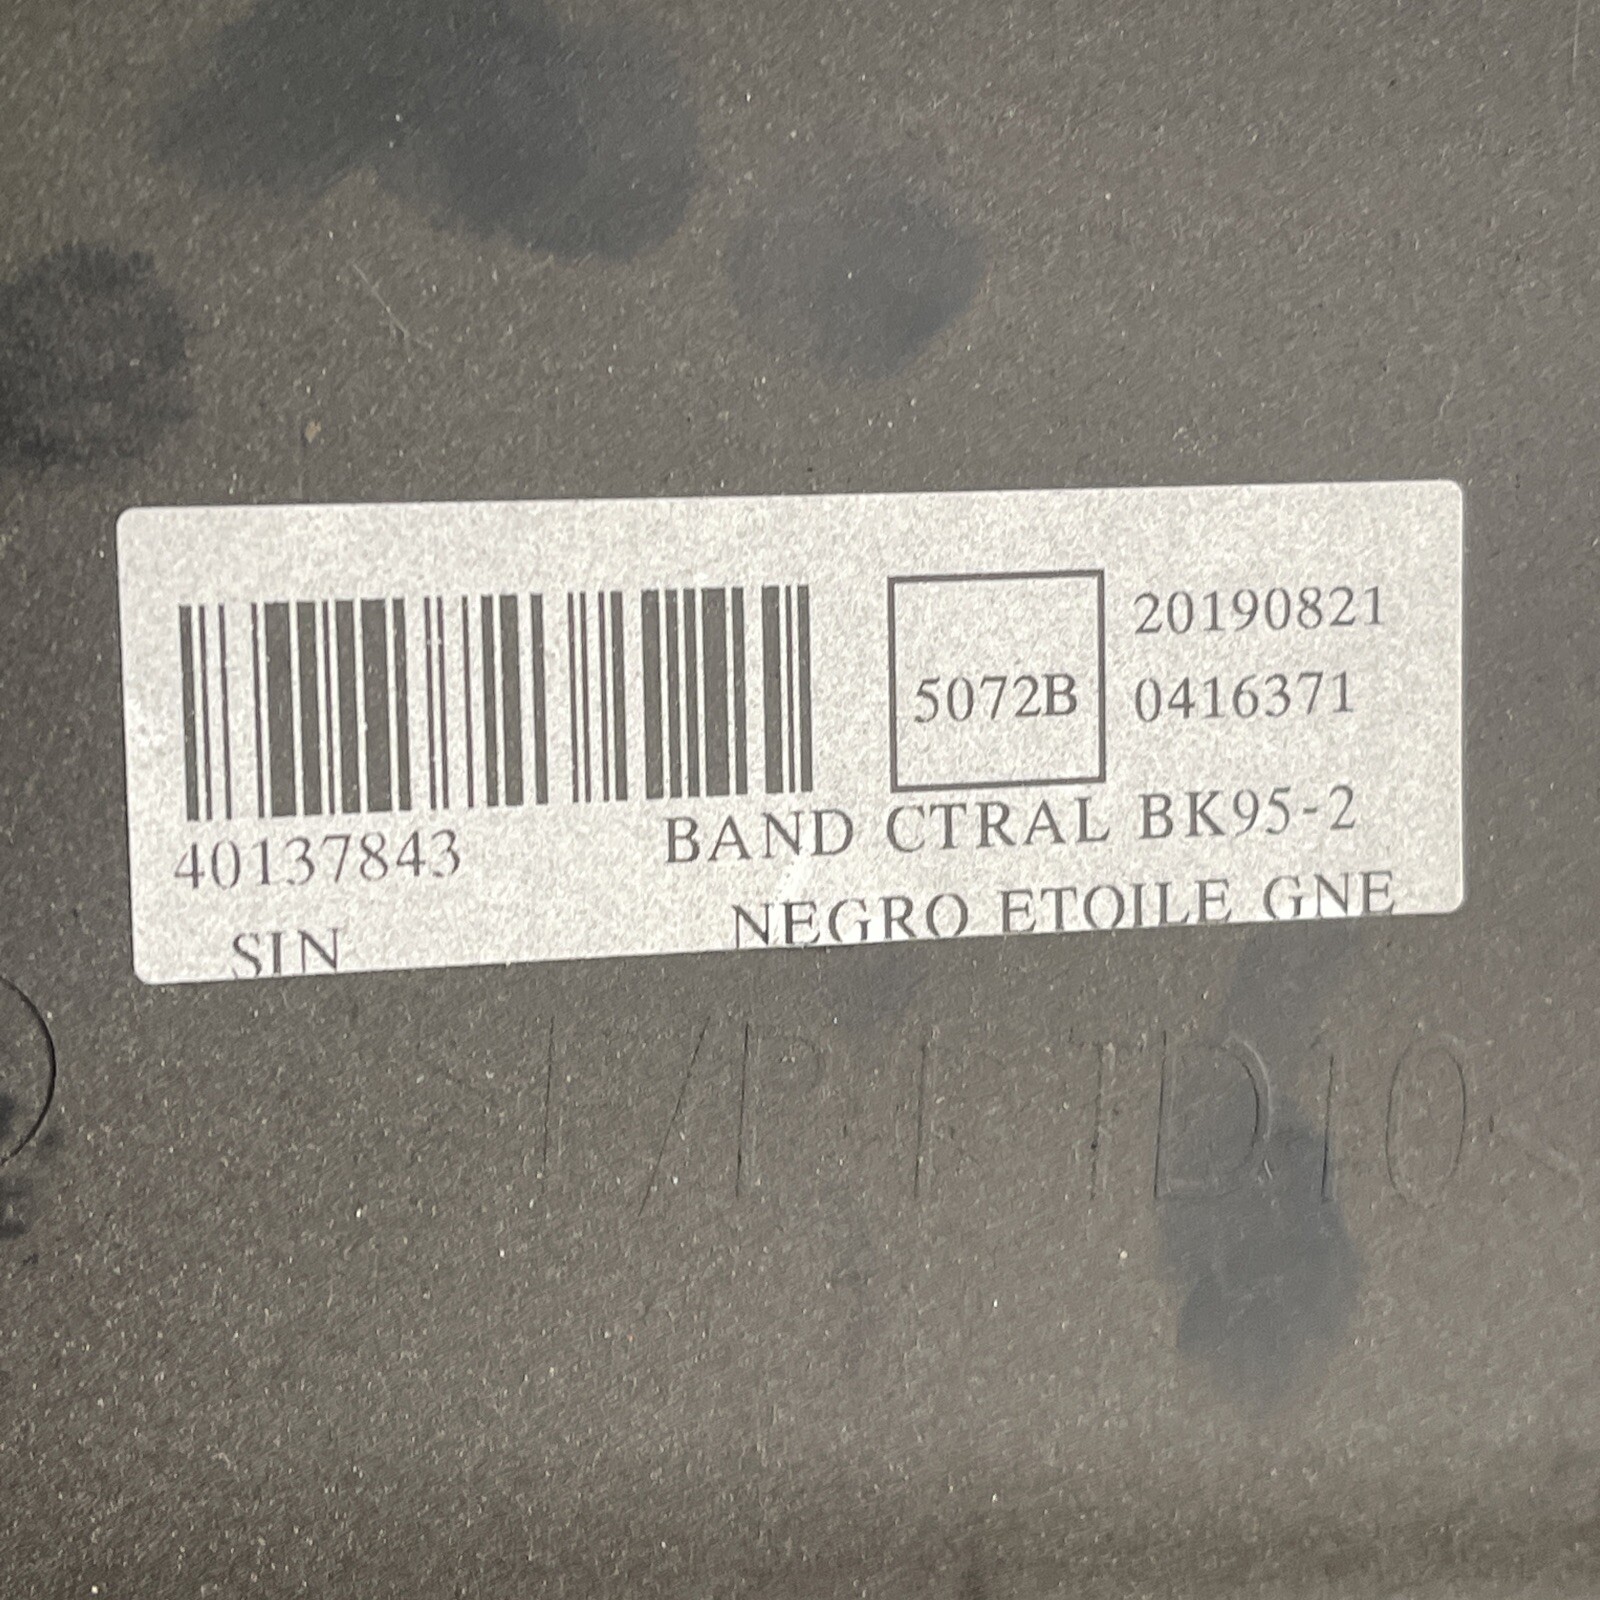 20190821
5072B 0416371
40137843 BAND CTRAL BK95-2
SIN NEGRO ETOILE GNE